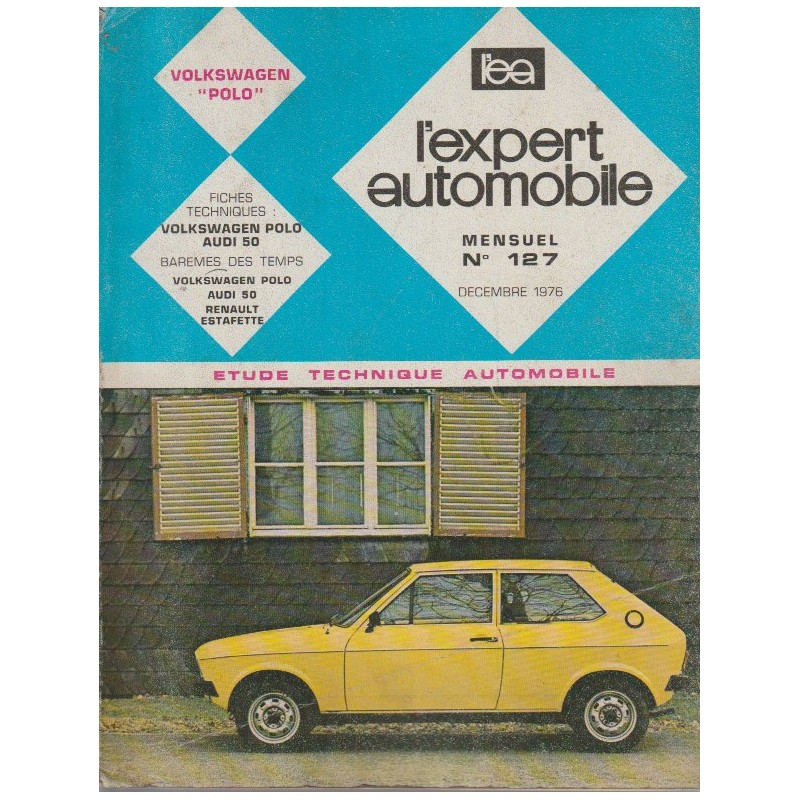 VOLKSWAGEN
"POLO"
FICHES
TECHNIQUES :
VOLKSWAGEN POLO
AUDI 50
BAREMES DES TEMPS
VOLKSWAGEN POLO
AUDI 50
RENAULT
ESTAFETTE
l'ea
l'expert
automobile
MENSUEL
N° 127
DECEMBRE 1976
ETUDE TECHNIQUE AUTOMOBILE